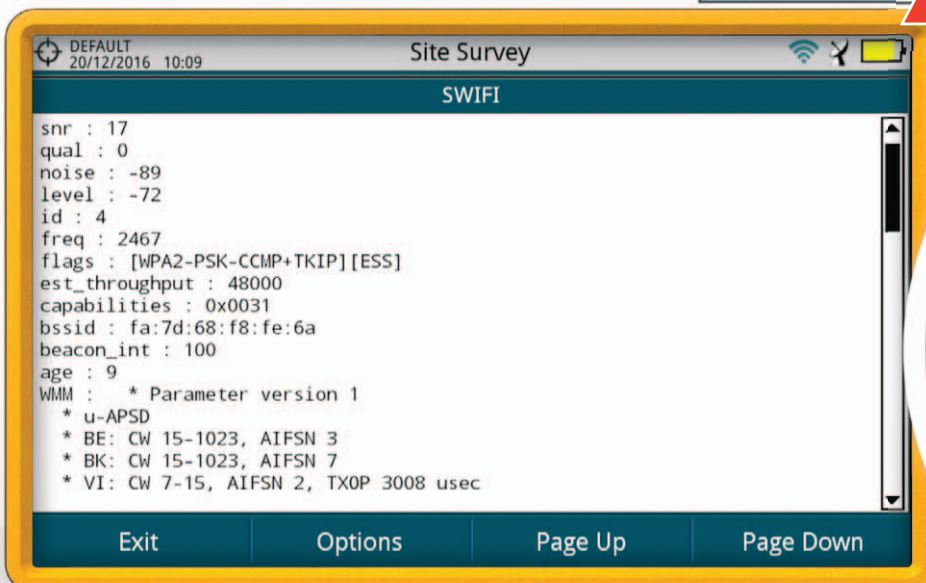 DEFAULT
20/12/2016 10:09
Site Survey
SWIFI
snr : 17
qual : 0
noise : -89
level : -72
id : 4
freq : 2467
flags : [WPA2-PSK-CCMP+TKIP][ESS]
est_throughput : 48000
capabilities : 0x0031
bssid : fa:7d:68:f8:fe:6a
beacon_int : 100
age : 9
WMM :   * Parameter version 1
  * u-APSD
  * BE: CW 15-1023, AIFSN 3
  * BK: CW 15-1023, AIFSN 7
  * VI: CW 7-15, AIFSN 2, TXOP 3008 usec
Exit Options Page Up Page Down